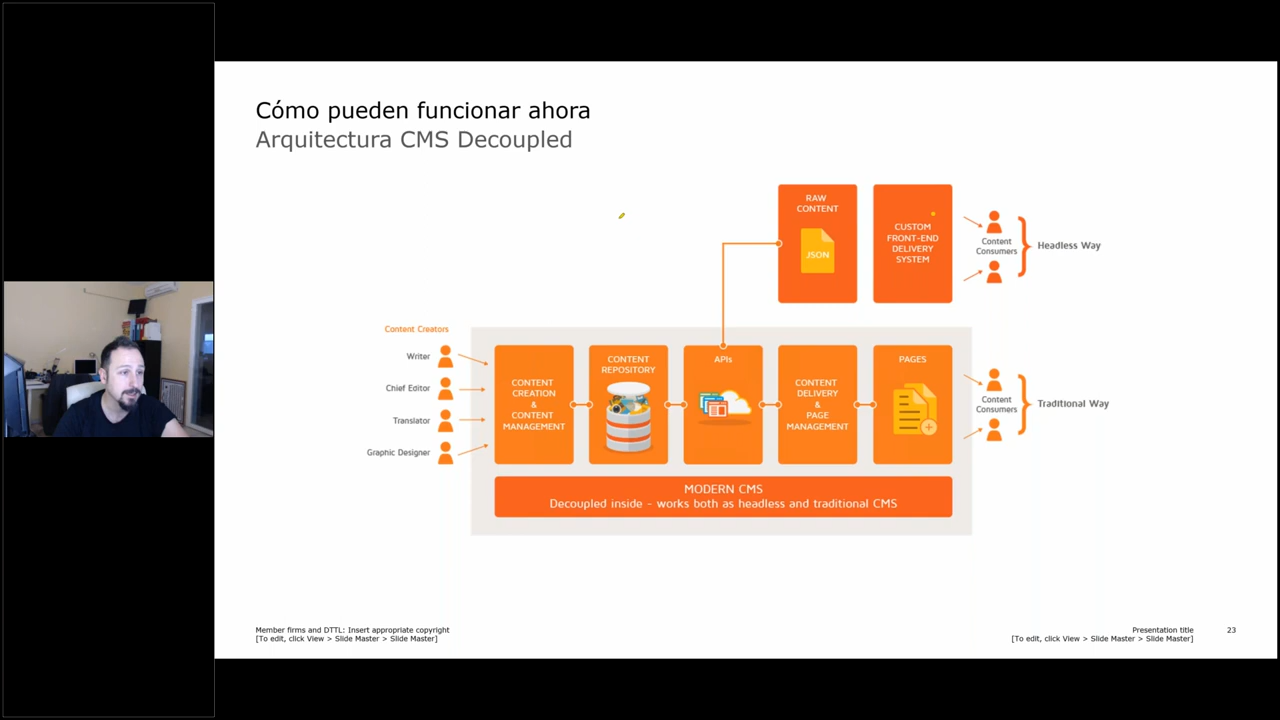 Cómo pueden funcionar ahora
Arquitectura CMS Decoupled
RAW
CONTENT
JSON
CUSTOM
FRONT-END
DELIVERY
SYSTEM
Content
Consumers
Headless Way
Content Creators
Writer
Chief Editor
Translator
Graphic Designer
CONTENT
CREATION
&
CONTENT
MANAGEMENT
CONTENT
REPOSITORY
APIs
CONTENT
DELIVERY
&
PAGE
MANAGEMENT
PAGES
Content
Consumers
Traditional Way
MODERN CMS
Decoupled inside – works both as headless and traditional CMS
Member firms and DTTL: Insert appropriate copyright
[To edit, click View > Slide Master > Slide Master]
Presentation title
[To edit, click View > Slide Master > Slide Master]
23